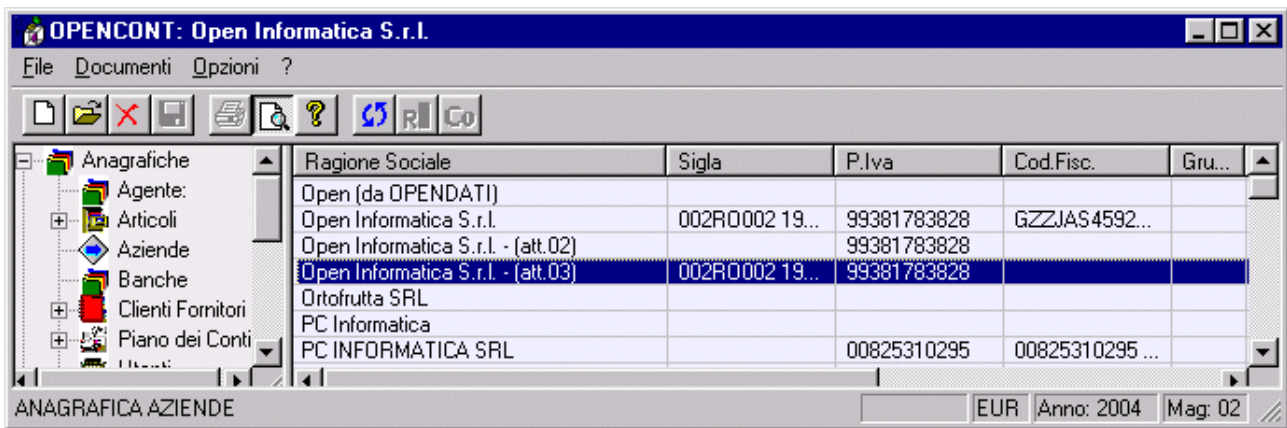 OPENCONT: Open Informatica S.r.l.
File Documenti Opzioni ?
Anagrafiche
Agente:
Articoli
Aziende
Banche
Clienti Fornitori
Piano dei Conti
Utenti
Ragione Sociale Sigla P.Iva Cod.Fisc. Gru...
Open (da OPENDATI)
Open Informatica S.r.l. 002RO002 19... 99381783828 GZZJAS4592...
Open Informatica S.r.l. - (att.02) 99381783828
Open Informatica S.r.l. - (att.03) 002RO002 19... 99381783828
Ortofrutta SRL
PC Informatica
PC INFORMATICA SRL 00825310295 00825310295 ...
ANAGRAFICA AZIENDE EUR Anno: 2004 Mag: 02